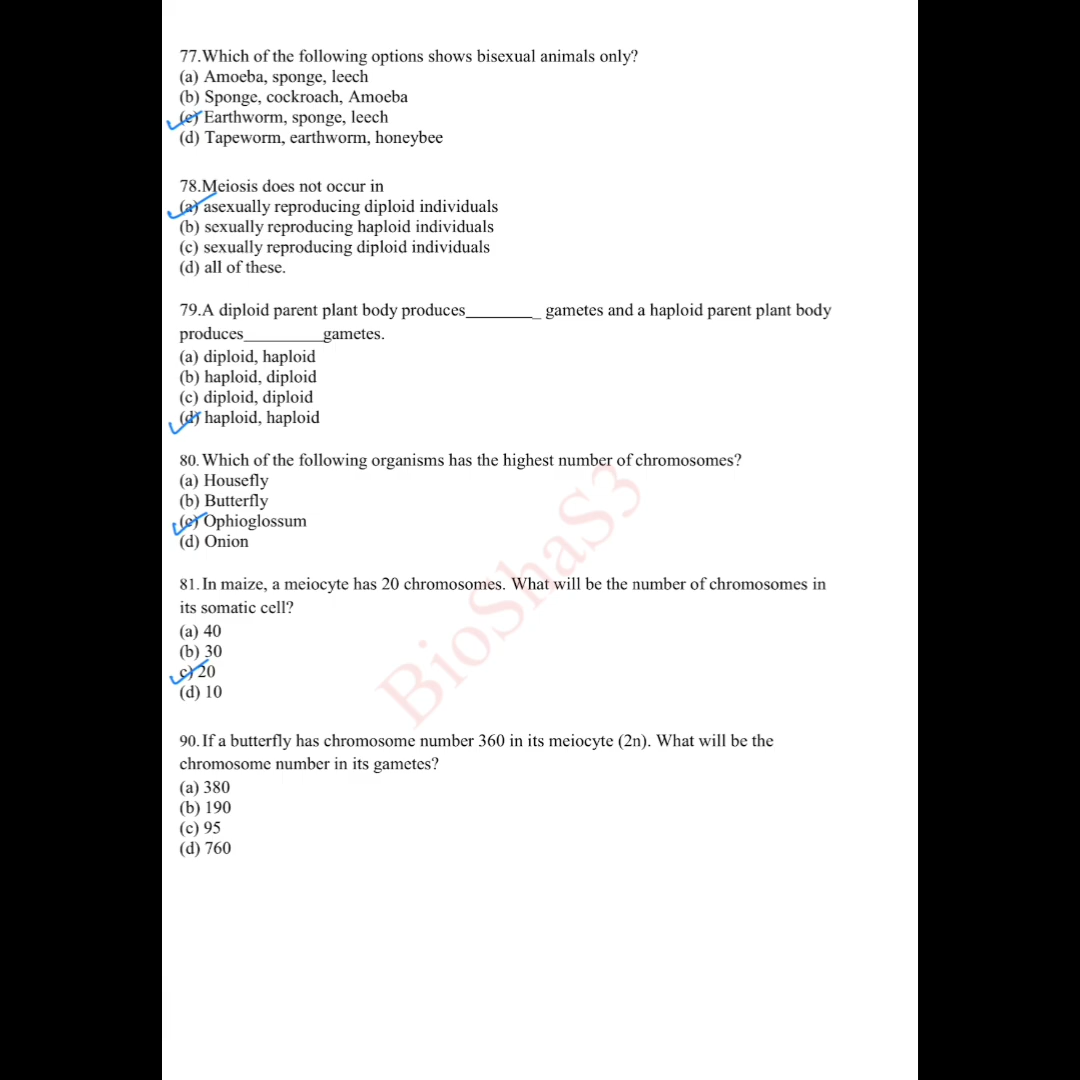 77.Which of the following options shows bisexual animals only?
(a) Amoeba, sponge, leech
(b) Sponge, cockroach, Amoeba
(c) Earthworm, sponge, leech
(d) Tapeworm, earthworm, honeybee
78.Meiosis does not occur in
(a) asexually reproducing diploid individuals
(b) sexually reproducing haploid individuals
(c) sexually reproducing diploid individuals
(d) all of these.
79.A diploid parent plant body produces_________ gametes and a haploid parent plant body
produces__________gametes.
(a) diploid, haploid
(b) haploid, diploid
(c) diploid, diploid
(d) haploid, haploid
80. Which of the following organisms has the highest number of chromosomes?
(a) Housefly
(b) Butterfly
(c) Ophioglossum
(d) Onion
81. In maize, a meiocyte has 20 chromosomes. What will be the number of chromosomes in
its somatic cell?
(a) 40
(b) 30
c) 20
(d) 10
90. If a butterfly has chromosome number 360 in its meiocyte (2n). What will be the
chromosome number in its gametes?
(a) 380
(b) 190
(c) 95
(d) 760
BioShaS3